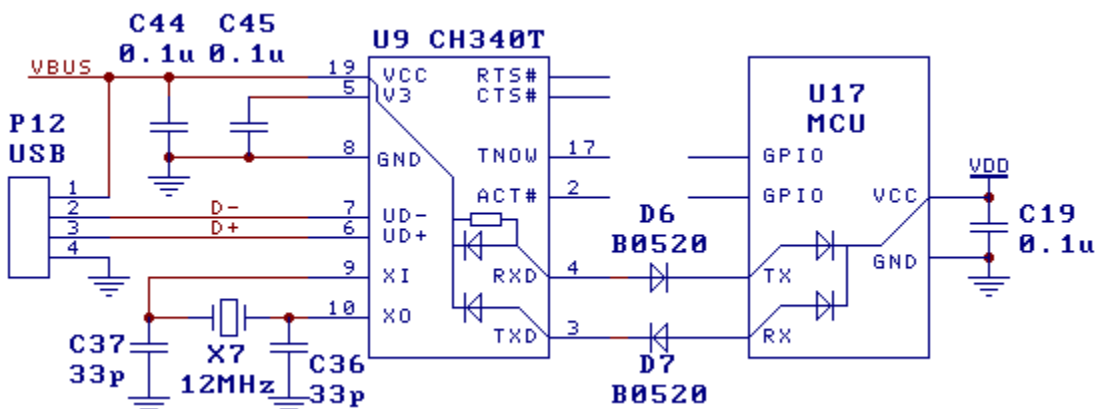 C44 C45
0.1u 0.1u
VBUS
P12
USB
1
2
3
4
D-
D+
U9 CH340T
19 VCC
5 V3
8 GND
7 UD-
6 UD+
9 XI
10 XO
RTS#
CTS#
TNOW 17
ACT# 2
RXD 4
TXD 3
C37
33p
X7
12MHz
C36
33p
D6
B0520
D7
B0520
U17
MCU
GPIO
GPIO
VCC
GND
TX
RX
VDD
C19
0.1u